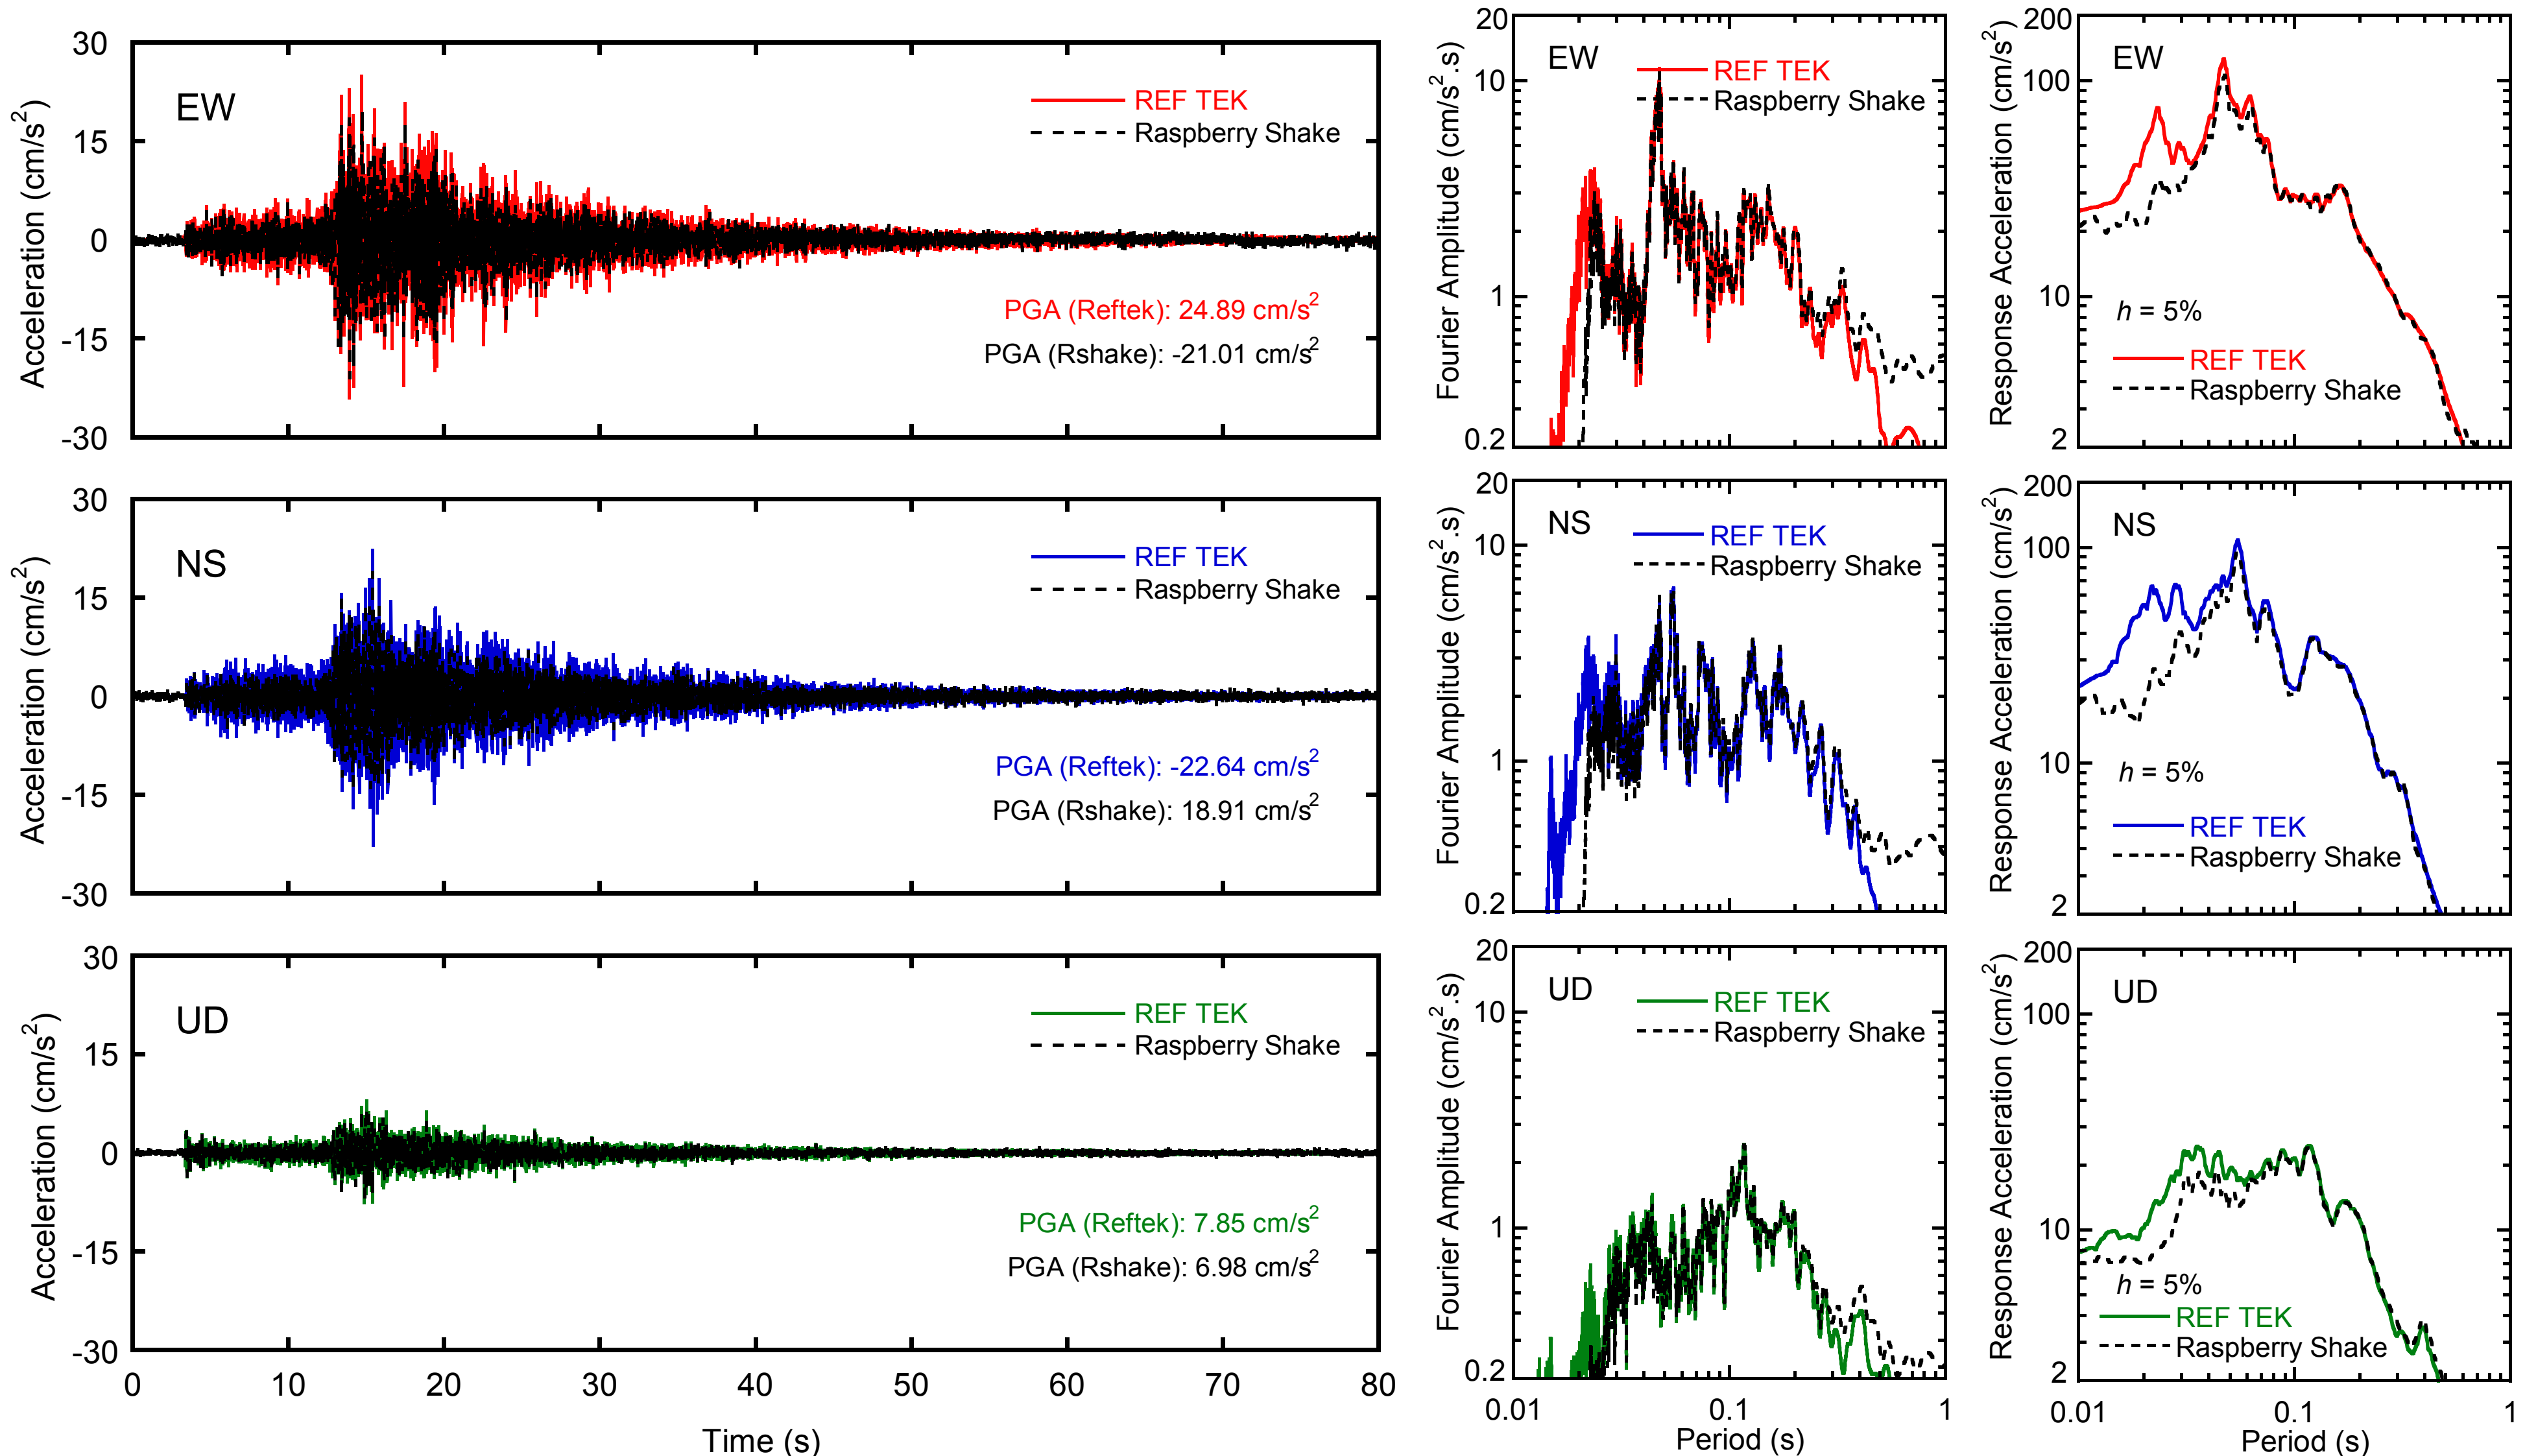 30
15
0
-15
-30
Acceleration (cm/s²)
EW
REF TEK
Raspberry Shake
PGA (Reftek): 24.89 cm/s²
PGA (Rshake): -21.01 cm/s²
20
10
1
0.2
Fourier Amplitude (cm/s².s)
EW
REF TEK
Raspberry Shake
200
100
10
2
Response Acceleration (cm/s²)
EW
h = 5%
REF TEK
Raspberry Shake
30
15
0
-15
-30
Acceleration (cm/s²)
NS
REF TEK
Raspberry Shake
PGA (Reftek): -22.64 cm/s²
PGA (Rshake): 18.91 cm/s²
20
10
1
0.2
Fourier Amplitude (cm/s².s)
NS
REF TEK
Raspberry Shake
200
100
10
2
Response Acceleration (cm/s²)
NS
h = 5%
REF TEK
Raspberry Shake
30
15
0
-15
-30
Acceleration (cm/s²)
UD
REF TEK
Raspberry Shake
PGA (Reftek): 7.85 cm/s²
PGA (Rshake): 6.98 cm/s²
0 10 20 30 40 50 60 70 80
Time (s)
20
10
1
0.2
Fourier Amplitude (cm/s².s)
UD
REF TEK
Raspberry Shake
0.01 0.1 1
Period (s)
200
100
10
2
Response Acceleration (cm/s²)
UD
h = 5%
REF TEK
Raspberry Shake
0.01 0.1 1
Period (s)